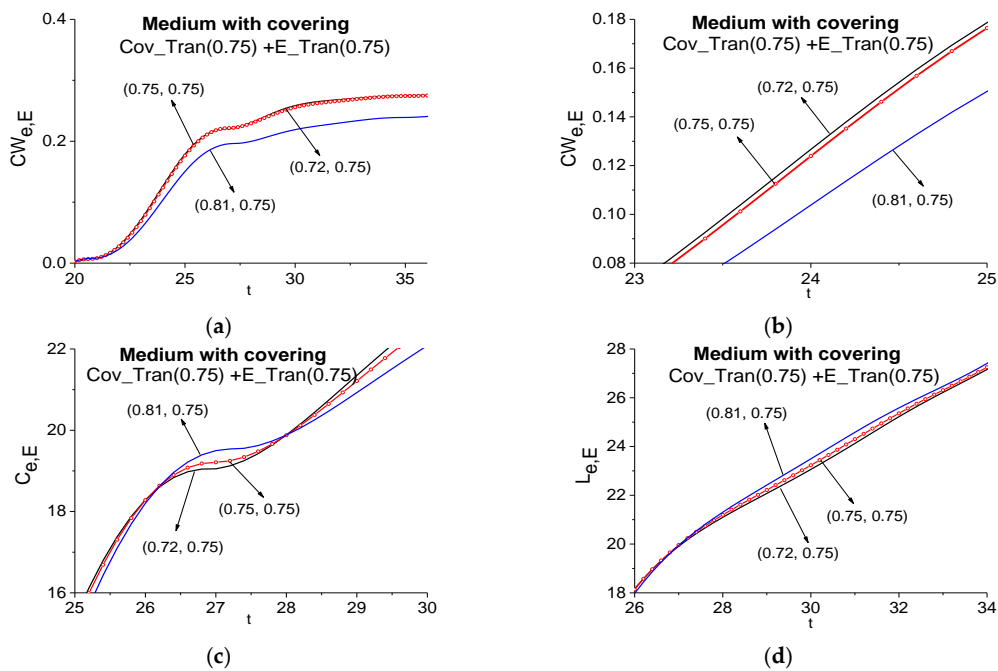 Medium with covering
Cov_Tran(0.75) +E_Tran(0.75)
0.4
0.2
0.0
CW e,E
(0.75, 0.75)
(0.72, 0.75)
(0.81, 0.75)
20 25 30 35
t
(a)
Medium with covering
Cov_Tran(0.75) +E_Tran(0.75)
0.18
0.16
0.14
0.12
0.10
0.08
CW e,E
(0.72, 0.75)
(0.75, 0.75)
(0.81, 0.75)
23 24 25
t
(b)
Medium with covering
Cov_Tran(0.75) +E_Tran(0.75)
22
20
18
16
C e,E
(0.81, 0.75)
(0.75, 0.75)
(0.72, 0.75)
25 26 27 28 29 30
t
(c)
Medium with covering
Cov_Tran(0.75) +E_Tran(0.75)
28
26
24
22
20
18
L e,E
(0.81, 0.75)
(0.75, 0.75)
(0.72, 0.75)
26 28 30 32 34
t
(d)